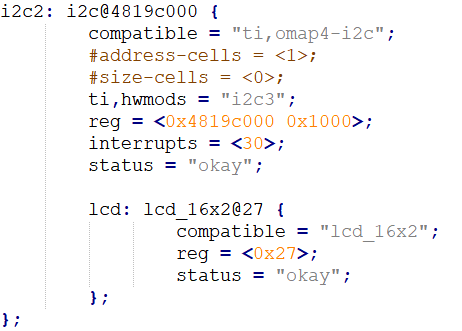 i2c2: i2c@4819c000 {
compatible = "ti,omap4-i2c";
#address-cells = <1>;
#size-cells = <0>;
ti,hwmods = "i2c3";
reg = <0x4819c000 0x1000>;
interrupts = <30>;
status = "okay";
lcd: lcd_16x2@27 {
compatible = "lcd_16x2";
reg = <0x27>;
status = "okay";
};
};